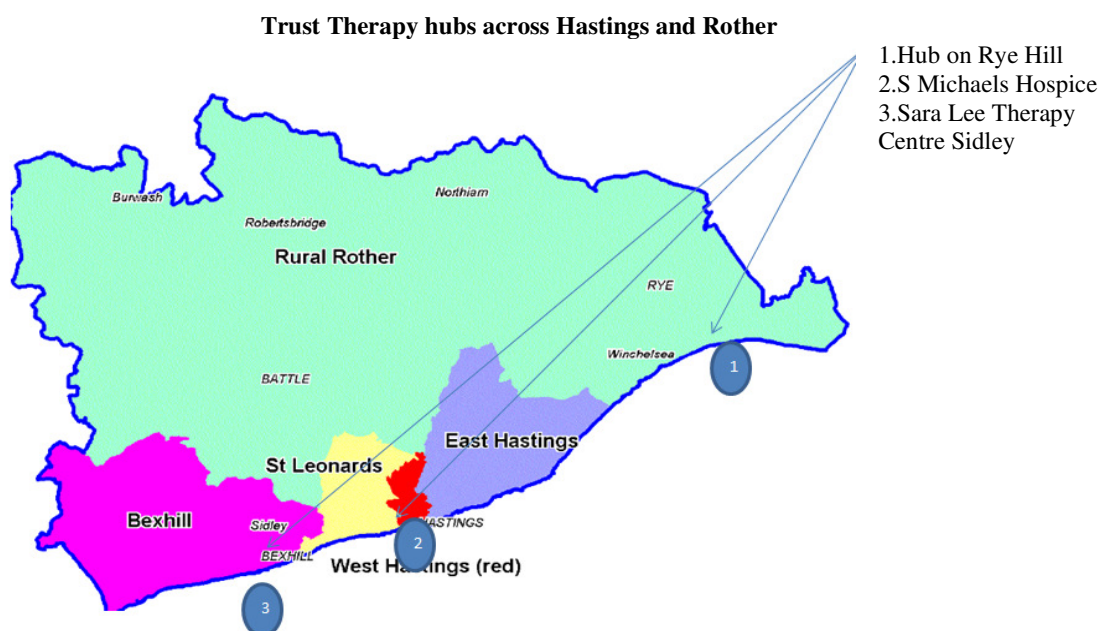 Trust Therapy hubs across Hastings and Rother
1.Hub on Rye Hill
2.S Michaels Hospice
3.Sara Lee Therapy
Centre Sidley
Burwash
Northiam
Robertsbridge
Rural Rother
RYE
Winchelsea
1
BATTLE
East Hastings
St Leonards
Bexhill
Sidley
HASTINGS
BEXHILL
2
West Hastings (red)
3